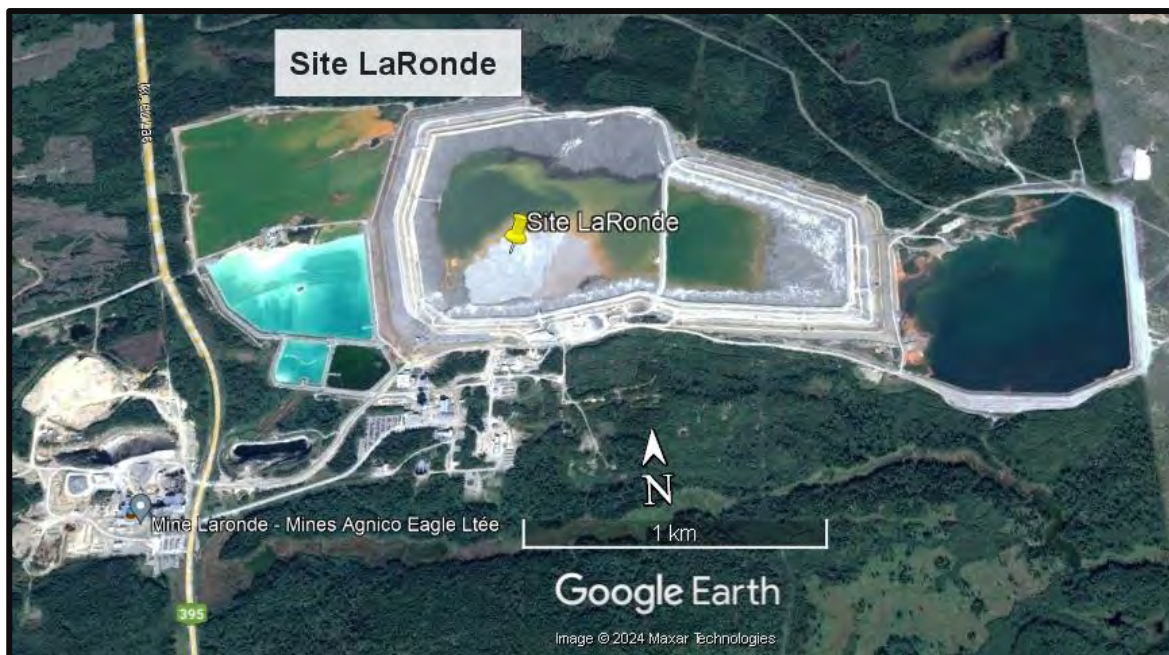 Site LaRonde
Site LaRonde
N
1 km
Mine Laronde - Mines Agnico Eagle Ltée
395
Google Earth
Image © 2024 Maxar Technologies